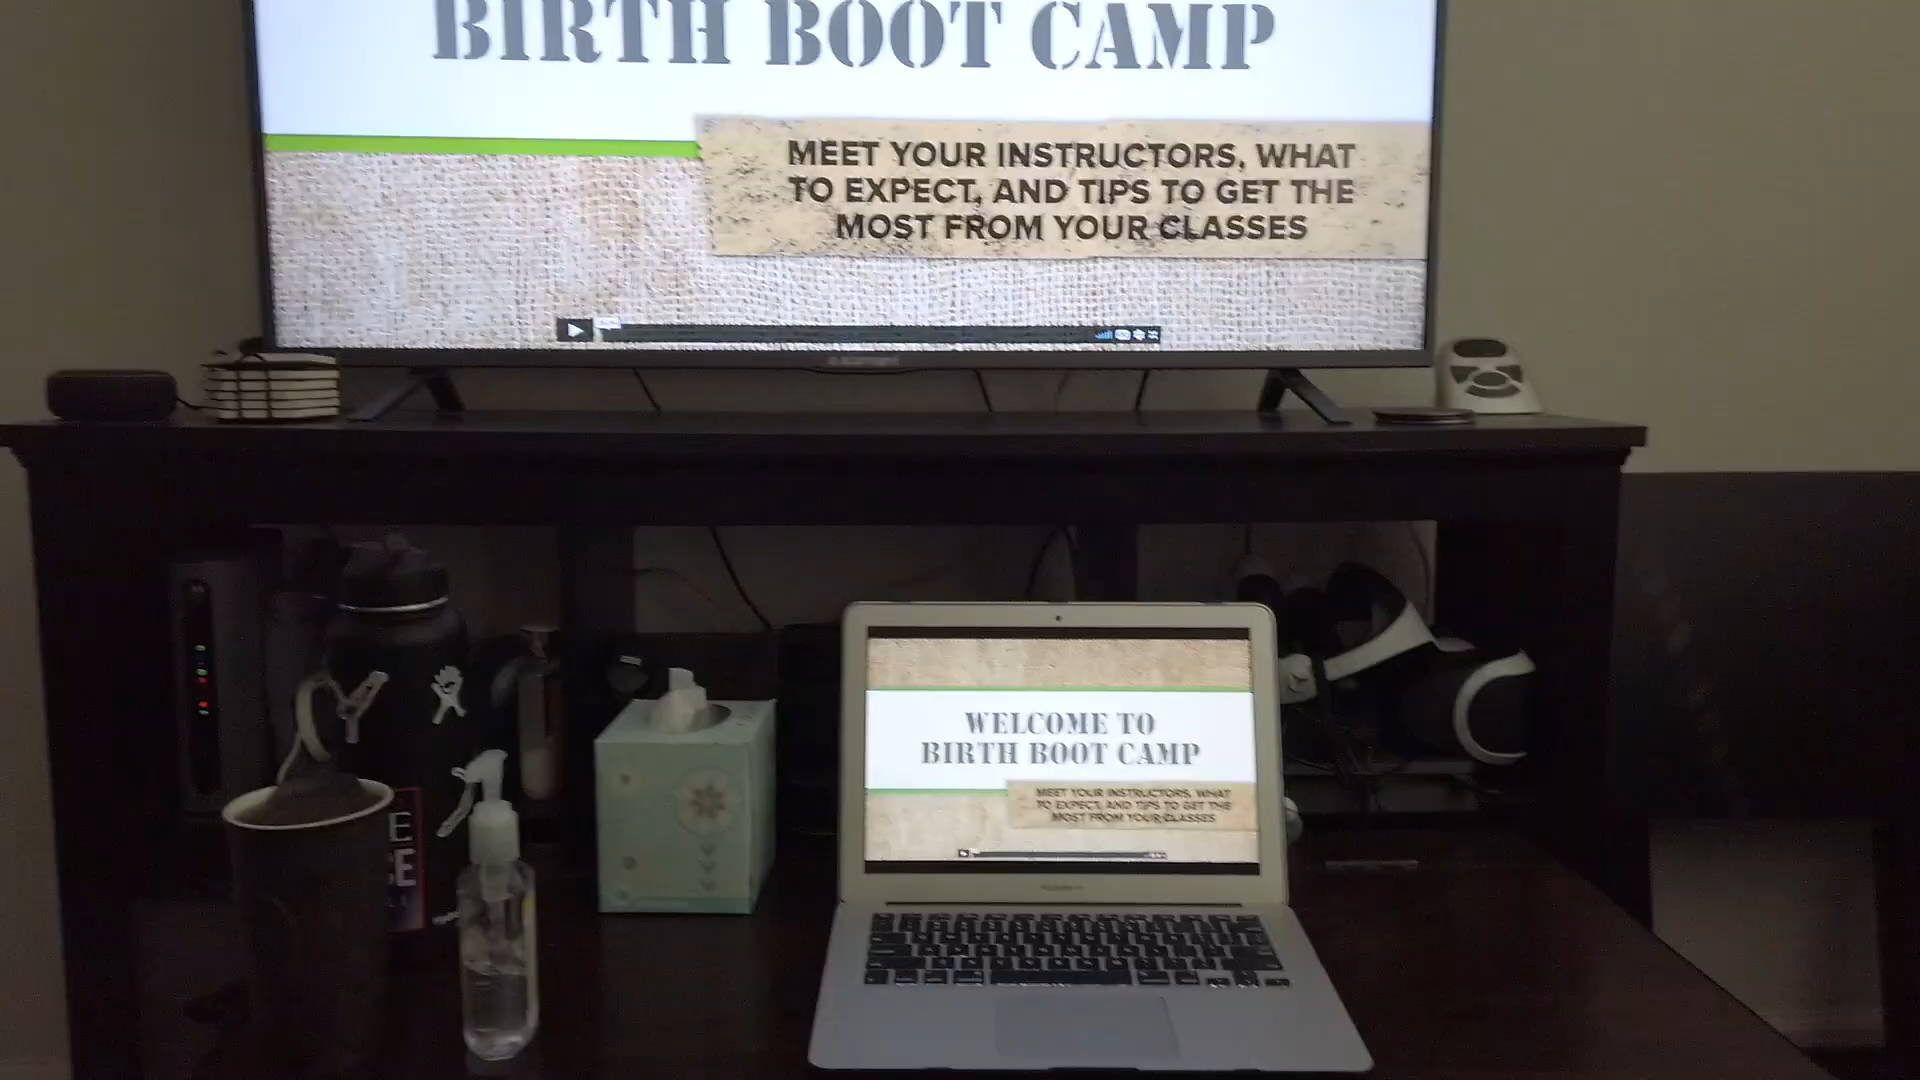 BIRTH BOOT CAMP
MEET YOUR INSTRUCTORS, WHAT
TO EXPECT, AND TIPS TO GET THE
MOST FROM YOUR CLASSES
WELCOME TO
BIRTH BOOT CAMP
MEET YOUR INSTRUCTORS, WHAT
TO EXPECT, AND TIPS TO GET THE
MOST FROM YOUR CLASSES